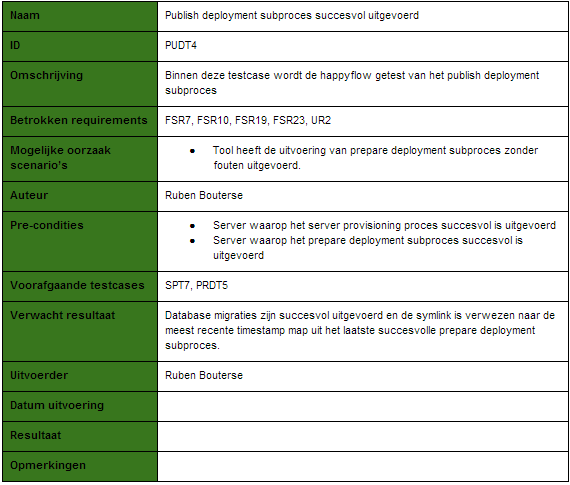 Naam
Publish deployment subproces succesvol uitgevoerd
ID
PUDT4
Omschrijving
Binnen deze testcase wordt de happyflow getest van het publish deployment
subproces
Betrokken requirements
FSR7, FSR10, FSR19, FSR23, UR2
Mogelijke oorzaak
scenario's
● Tool heeft de uitvoering van prepare deployment subproces zonder
fouten uitgevoerd.
Auteur
Ruben Bouterse
Pre-condities
● Server waarop het server provisioning proces succesvol is uitgevoerd
● Server waarop het prepare deployment subproces succesvol is
uitgevoerd
Voorafgaande testcases
SPT7, PRDT5
Verwacht resultaat
Database migraties zijn succesvol uitgevoerd en de symlink is verwezen naar de
meest recente timestamp map uit het laatste succesvolle prepare deployment
subproces.
Uitvoerder
Ruben Bouterse
Datum uitvoering
Resultaat
Opmerkingen